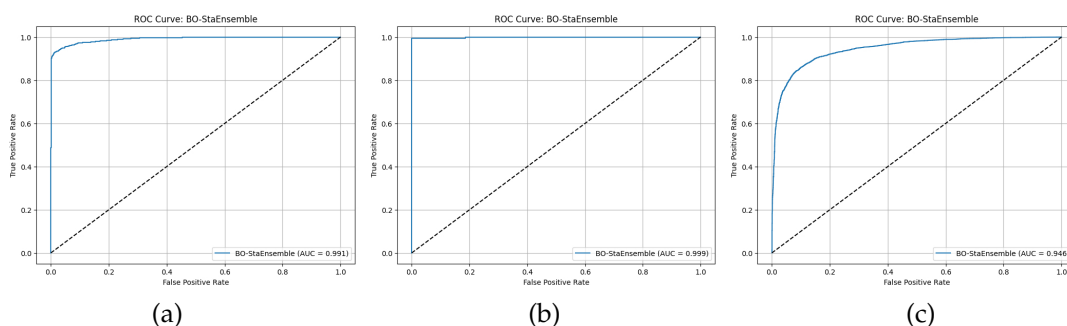 ROC Curve: BO-StaEnsemble
1.0
0.8
0.6
0.4
0.2
0.0
True Positive Rate
BO-StaEnsemble (AUC = 0.991)
0.0 0.2 0.4 0.6 0.8 1.0
False Positive Rate
(a)
ROC Curve: BO-StaEnsemble
1.0
0.8
0.6
0.4
0.2
0.0
True Positive Rate
BO-StaEnsemble (AUC = 0.999)
0.0 0.2 0.4 0.6 0.8 1.0
False Positive Rate
(b)
ROC Curve: BO-StaEnsemble
1.0
0.8
0.6
0.4
0.2
0.0
True Positive Rate
BO-StaEnsemble (AUC = 0.946
0.0 0.2 0.4 0.6 0.8 1.0
False Positive Rate
(c)